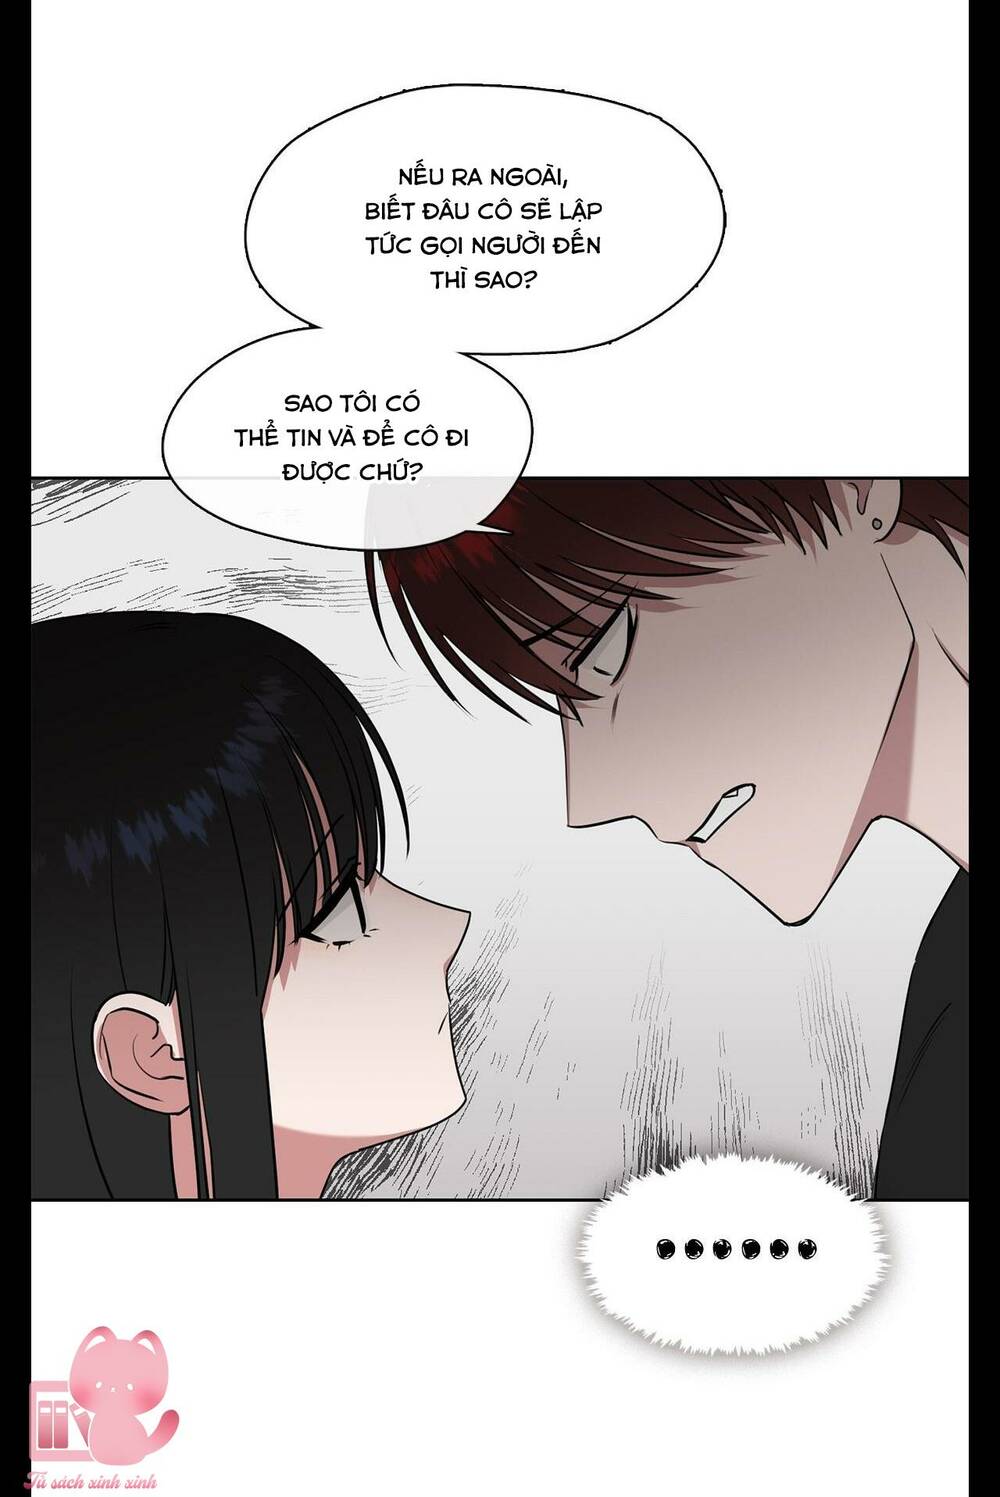 NẾU RA NGOÀI,
BIẾT ĐÂU CÔ SẼ LẬP
TỨC GỌI NGƯỜI ĐẾN
THÌ SAO?
SAO TÔI CÓ
THỂ TIN VÀ ĐỂ CÔ ĐI
ĐƯỢC CHỨ?
••••••
Tủ sách xinh xinh